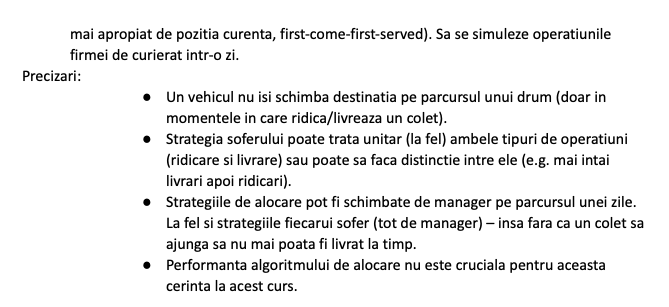 mai apropiat de pozitia curenta, first-come-first-served). Sa se simuleze operatiunile
firmei de curierat intr-o zi.
Precizari:
● Un vehicul nu isi schimba destinatia pe parcursul unui drum (doar in
momentele in care ridica/livreaza un colet).
● Strategia soferului poate trata unitar (la fel) ambele tipuri de operatiuni
(ridicare si livrare) sau poate sa faca distinctie intre ele (e.g. mai intai
livrari apoi ridicari).
● Strategiile de alocare pot fi schimbate de manager pe parcursul unei zile.
La fel si strategiile fiecarui sofer (tot de manager) – insa fara ca un colet sa
ajunga sa nu mai poata fi livrat la timp.
● Performanta algoritmului de alocare nu este cruciala pentru aceasta
cerinta la acest curs.